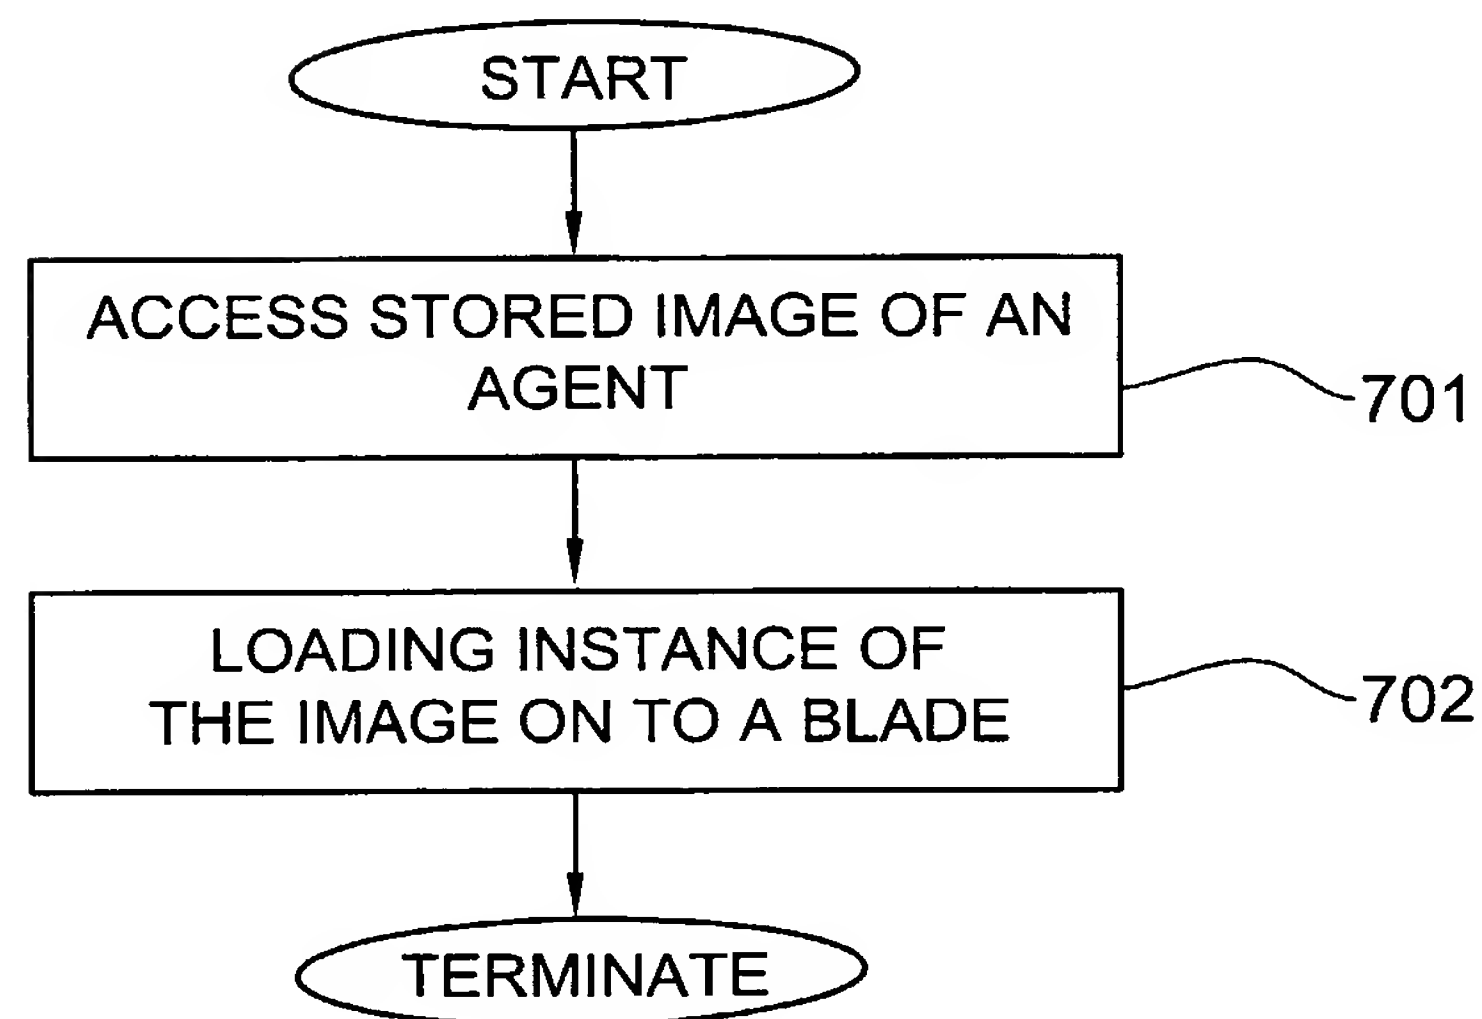 START
ACCESS STORED IMAGE OF AN
AGENT
701
LOADING INSTANCE OF
THE IMAGE ON TO A BLADE
702
TERMINATE